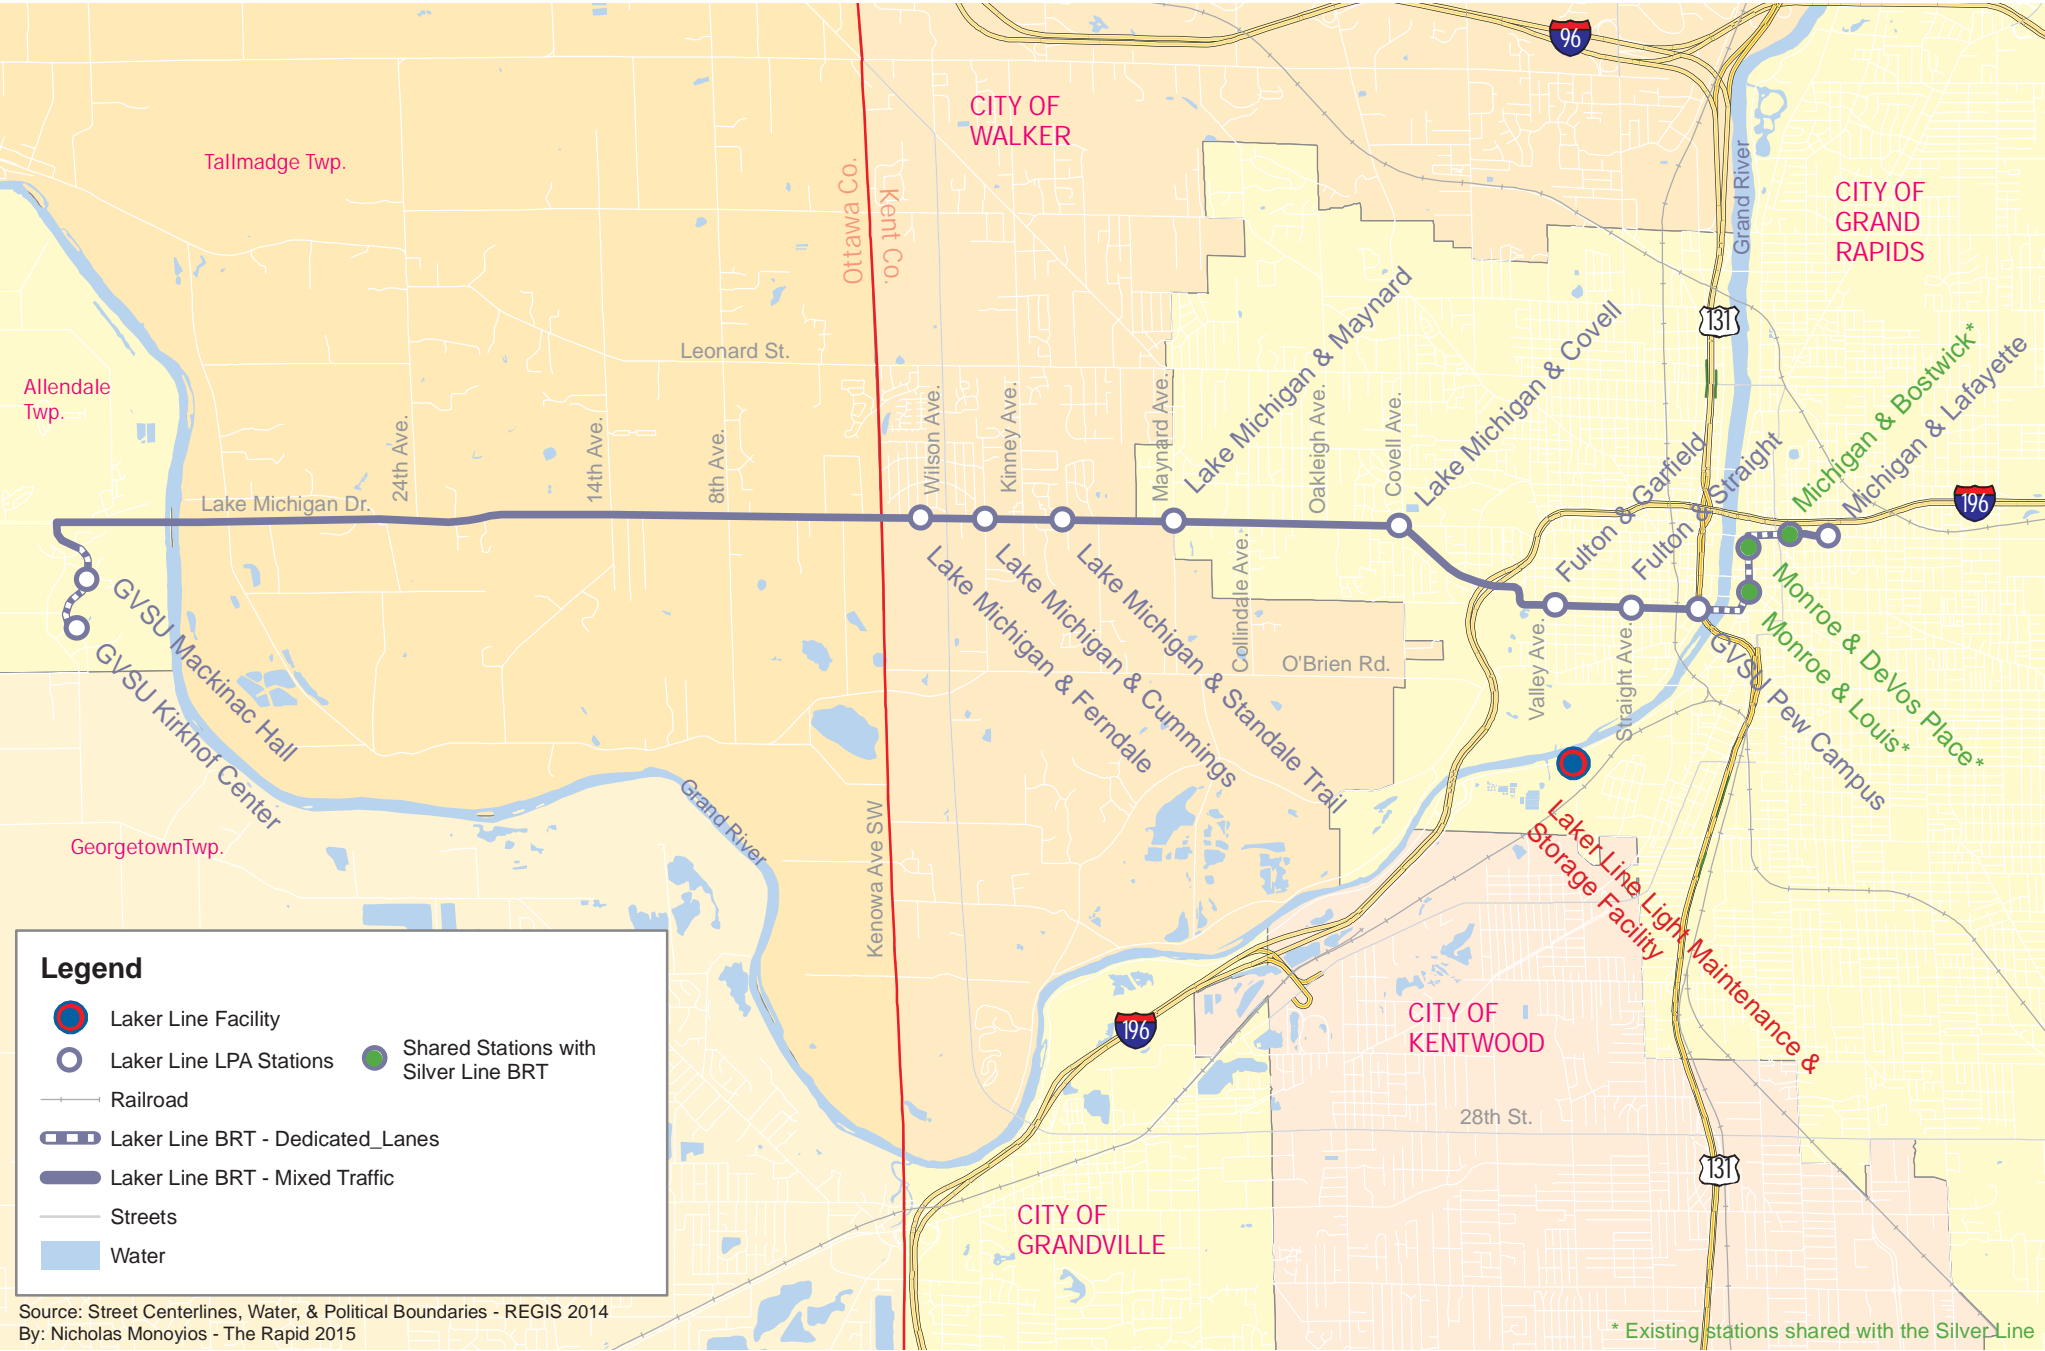 96
CITY OF
WALKER
Tallmadge Twp.
Ottawa Co.
Kent Co.
Grand River
CITY OF
GRAND
RAPIDS
131
Leonard St.
Allendale
Twp.
24th Ave.
14th Ave.
8th Ave.
Wilson Ave.
Kinney Ave.
Maynard Ave.
Lake Michigan & Maynard
Oakleigh Ave.
Covell Ave.
Lake Michigan & Covell
Fulton & Garfield
Fulton & Straight
Michigan & Bostwick*
Michigan & Lafayette
196
Lake Michigan Dr.
GVSU Mackinac Hall
GVSU Kirkhof Center
Lake Michigan & Ferndale
Lake Michigan & Cummings
Lake Michigan & Standale Trail
Collindale Ave.
O'Brien Rd.
Valley Ave.
Straight Ave.
GVSU Pew Campus
Monroe & DeVos Place*
Monroe & Louis*
GeorgetownTwp.
Grand River
Kenowa Ave SW
Laker Line Light Maintenance &
Storage Facility
196
CITY OF
KENTWOOD
28th St.
131
CITY OF
GRANDVILLE
Legend
Laker Line Facility
Laker Line LPA Stations
Shared Stations with
Silver Line BRT
Railroad
Laker Line BRT - Dedicated_Lanes
Laker Line BRT - Mixed Traffic
Streets
Water
Source: Street Centerlines, Water, & Political Boundaries - REGIS 2014
By: Nicholas Monoyios - The Rapid 2015
* Existing stations shared with the Silver Line